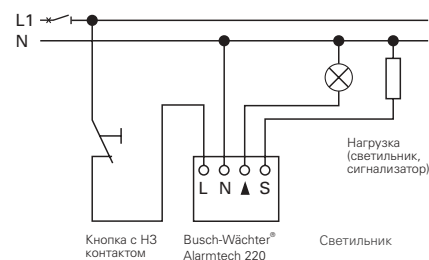 L1
N
L N S
Нагрузка
(светильник,
сигнализатор)
Кнопка с НЗ
контактом
Busch-Wächter®
Alarmtech 220
Светильник